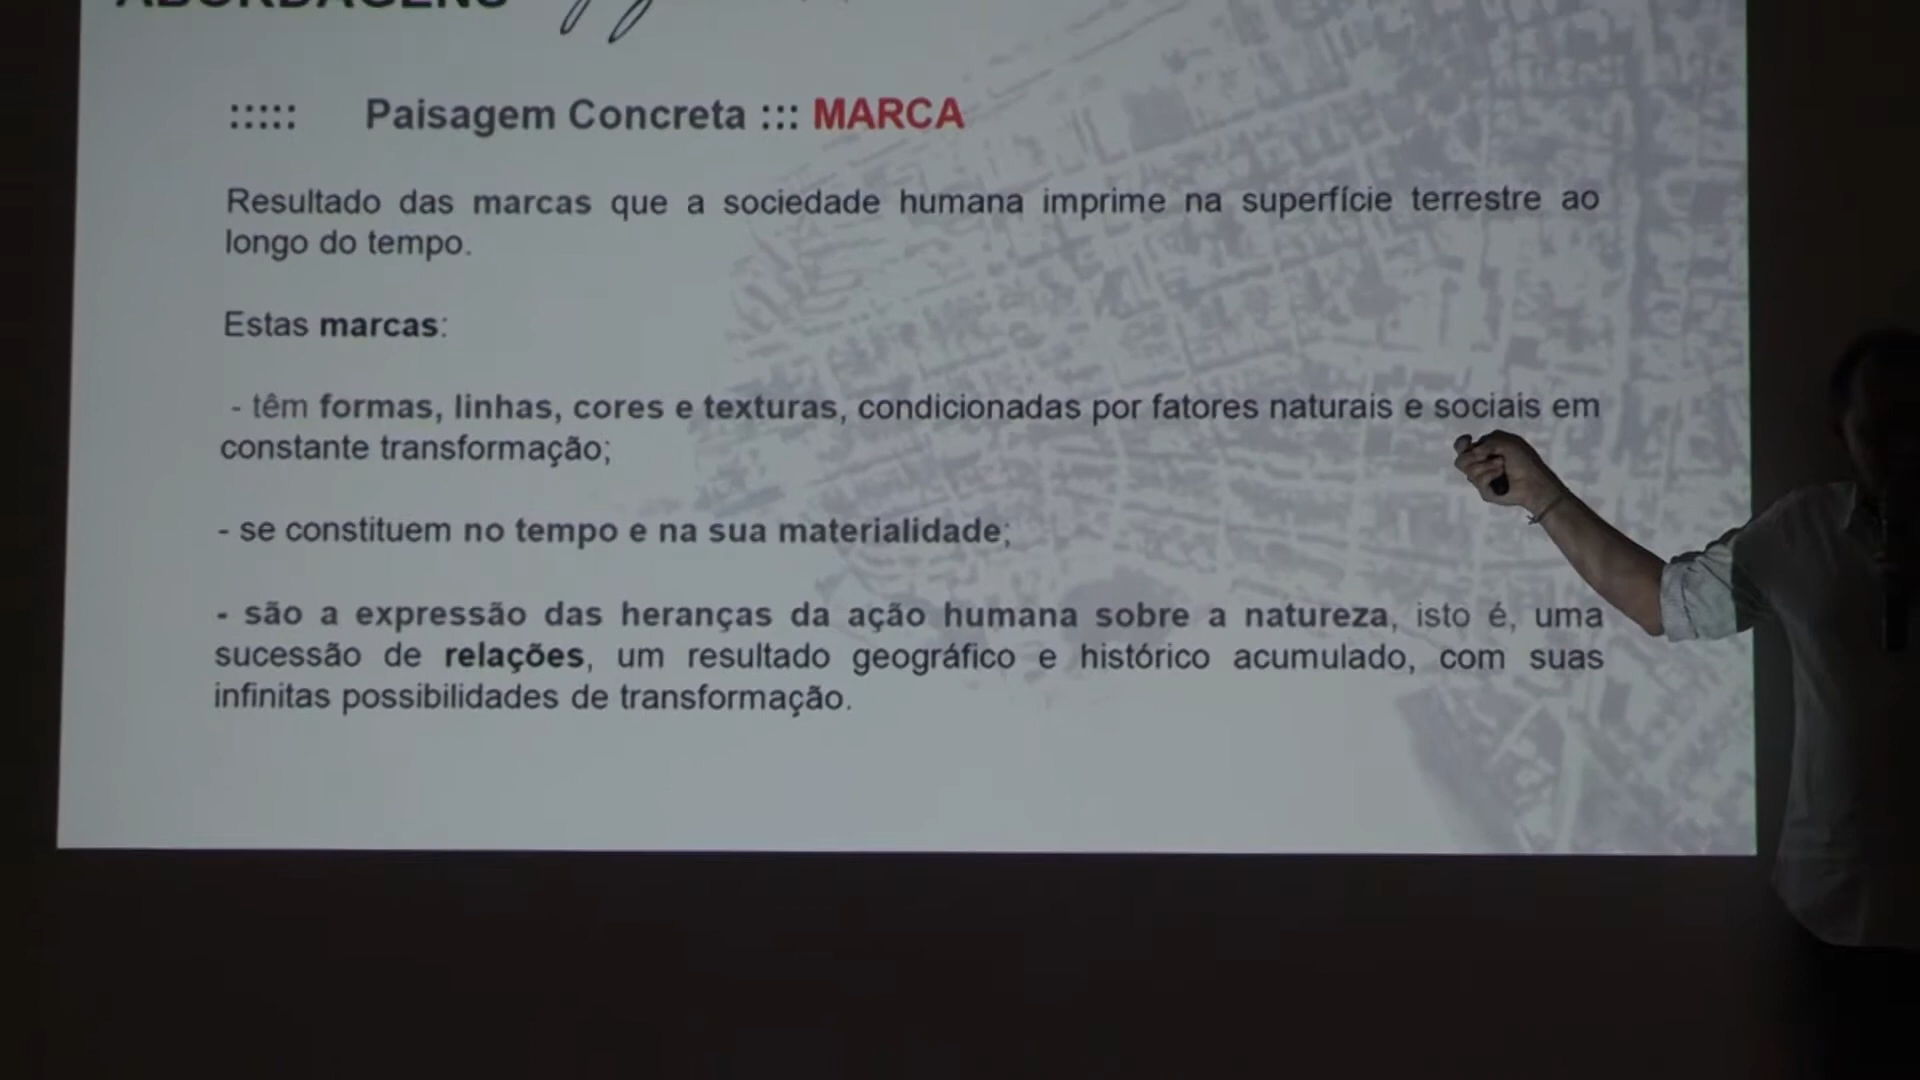 ABORDAGENS
::::: Paisagem Concreta ::: MARCA
Resultado das marcas que a sociedade humana imprime na superfície terrestre ao
longo do tempo.
Estas marcas:
- têm formas, linhas, cores e texturas, condicionadas por fatores naturais e sociais em
constante transformação;
- se constituem no tempo e na sua materialidade;
- são a expressão das heranças da ação humana sobre a natureza, isto é, uma
sucessão de relações, um resultado geográfico e histórico acumulado, com suas
infinitas possibilidades de transformação.